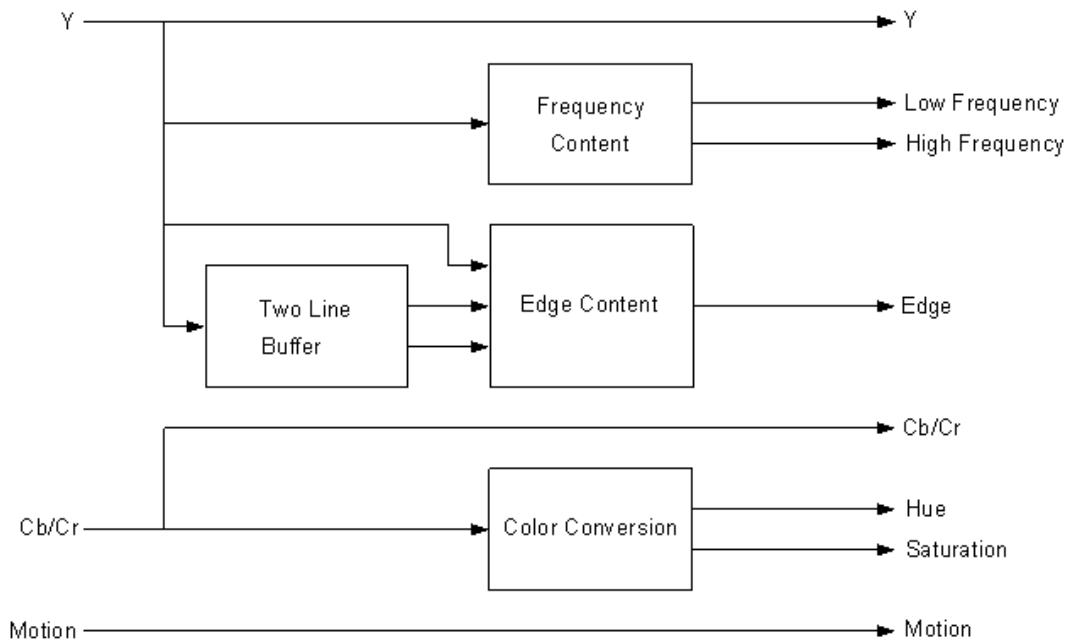 Y
Y
Frequency
Content
Low Frequency
High Frequency
Two Line
Buffer
Edge Content
Edge
Cb/Cr
Cb/Cr
Color Conversion
Hue
Saturation
Motion
Motion